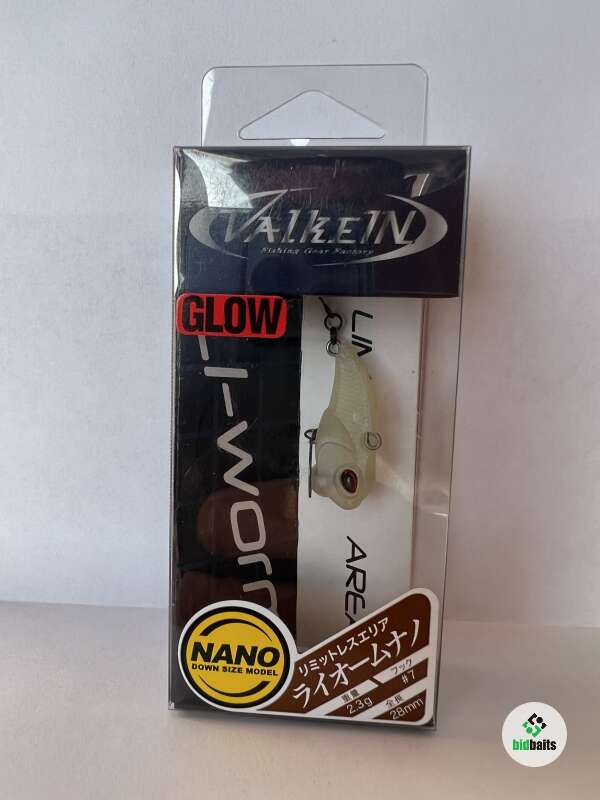 VALKEIN
Fishing Gear Factory
GLOW
LI-worm
AREA
NANO
DOWN SIZE MODEL
リミットレスエリア
ライオームナノ
重量
2.3g
フック
#7
全長
28mm
bidbaits